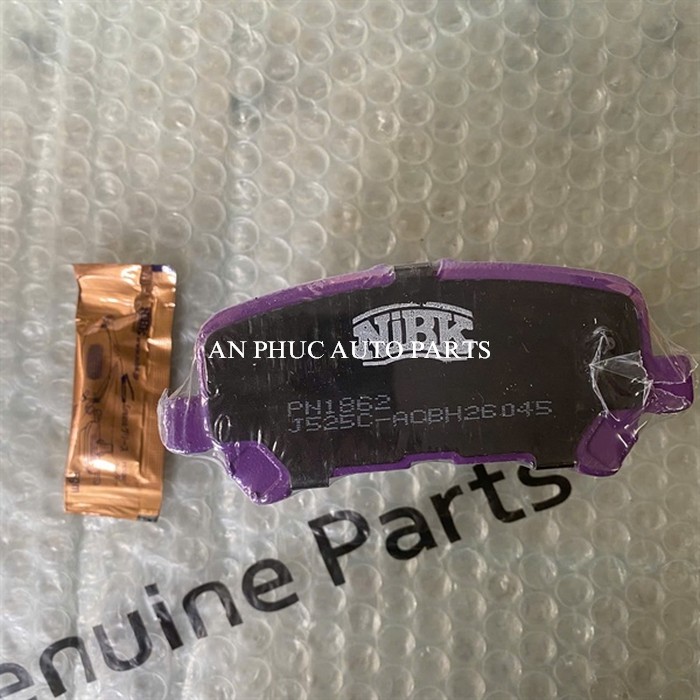 NiBK
AN PHUC AUTO PARTS
PN1862
J525C-ACBH26045
enuine Parts